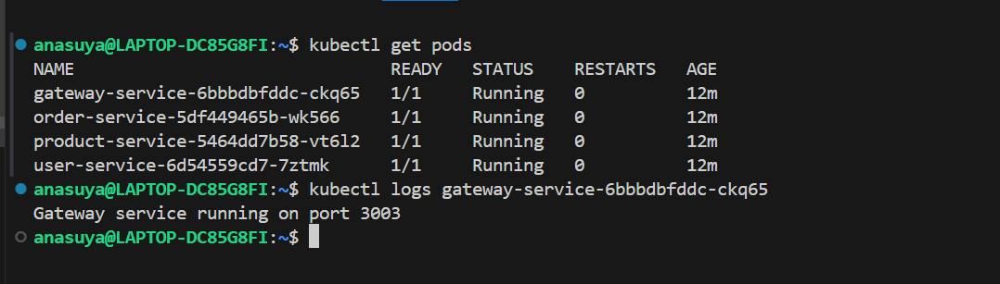 anasuya@LAPTOP-DC85G8FI:~$ kubectl get pods
NAME READY STATUS RESTARTS AGE
gateway-service-6bbbdbfddc-ckq65 1/1 Running 0 12m
order-service-5df449465b-wk566 1/1 Running 0 12m
product-service-5464dd7b58-vt6l2 1/1 Running 0 12m
user-service-6d54559cd7-7ztmk 1/1 Running 0 12m
anasuya@LAPTOP-DC85G8FI:~$ kubectl logs gateway-service-6bbbdbfddc-ckq65
Gateway service running on port 3003
anasuya@LAPTOP-DC85G8FI:~$